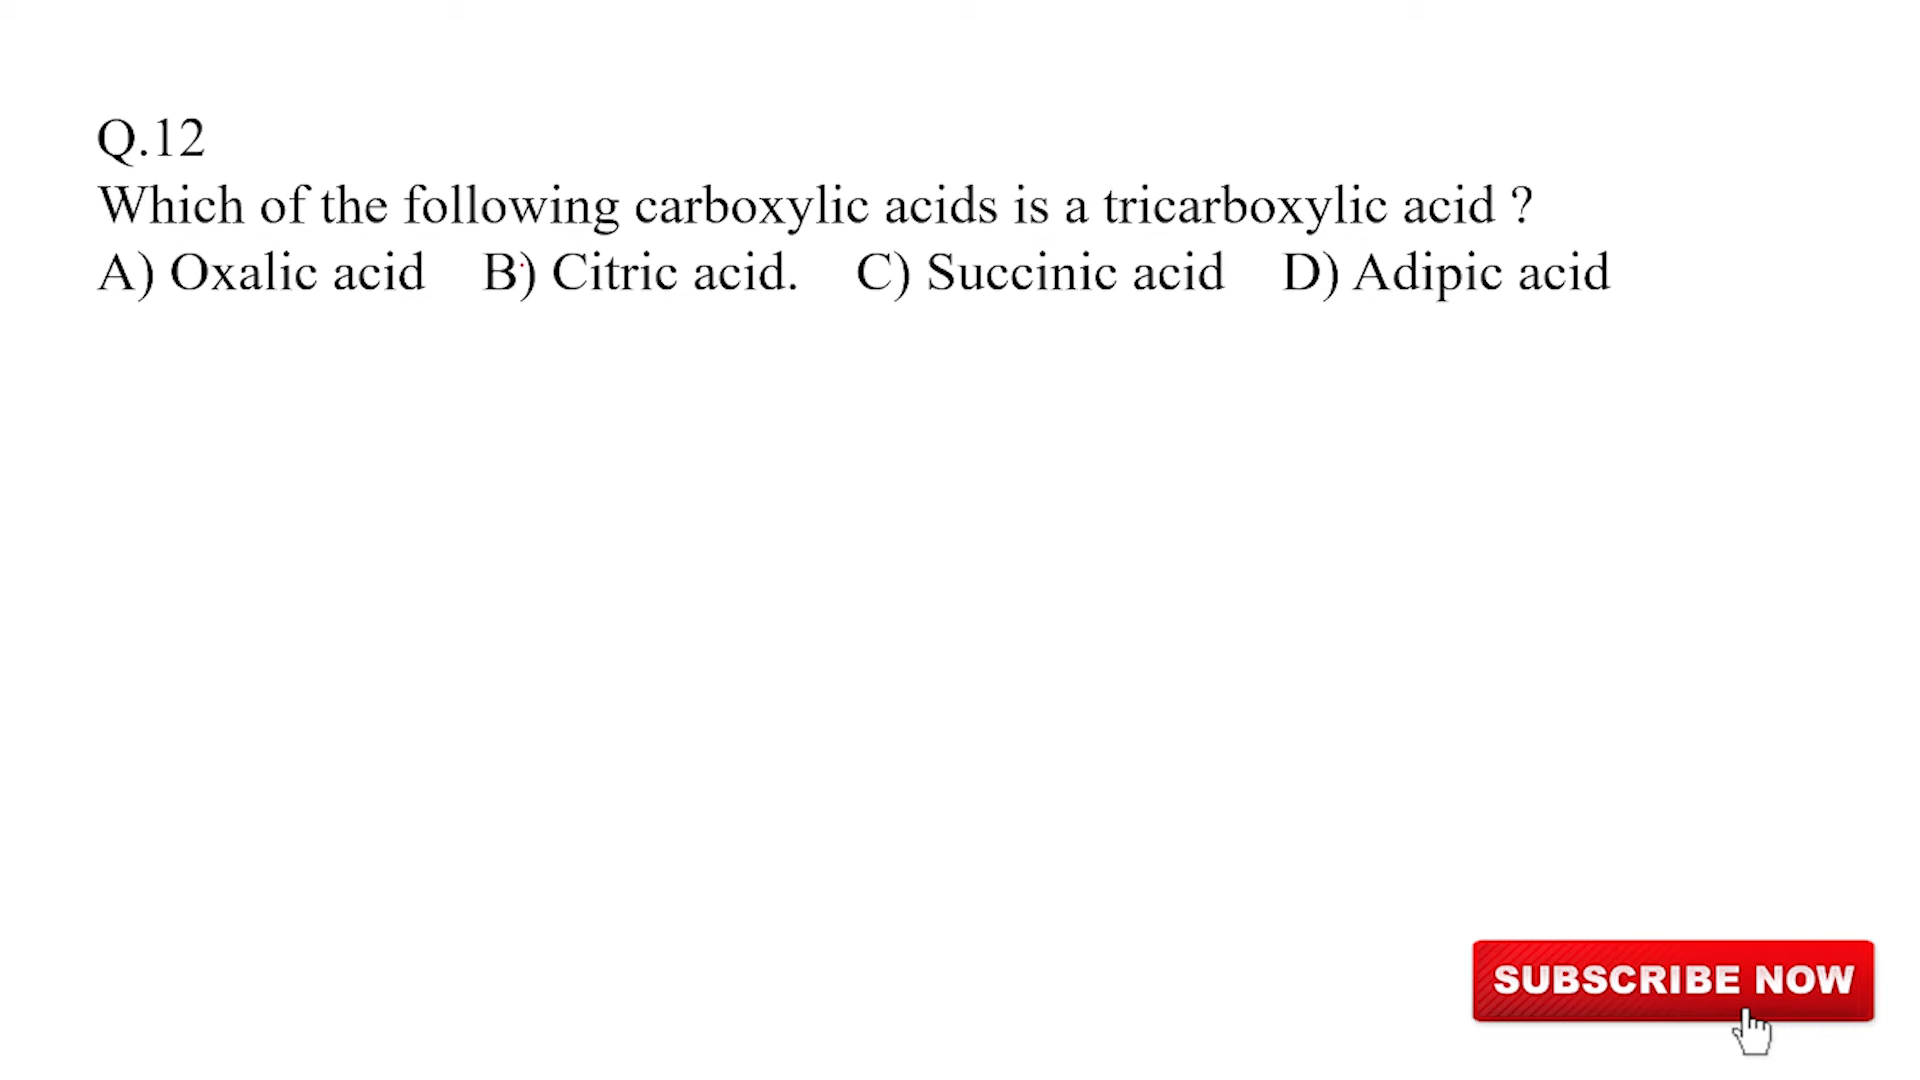 Q.12
Which of the following carboxylic acids is a tricarboxylic acid ?
A) Oxalic acid B) Citric acid. C) Succinic acid D) Adipic acid
SUBSCRIBE NOW